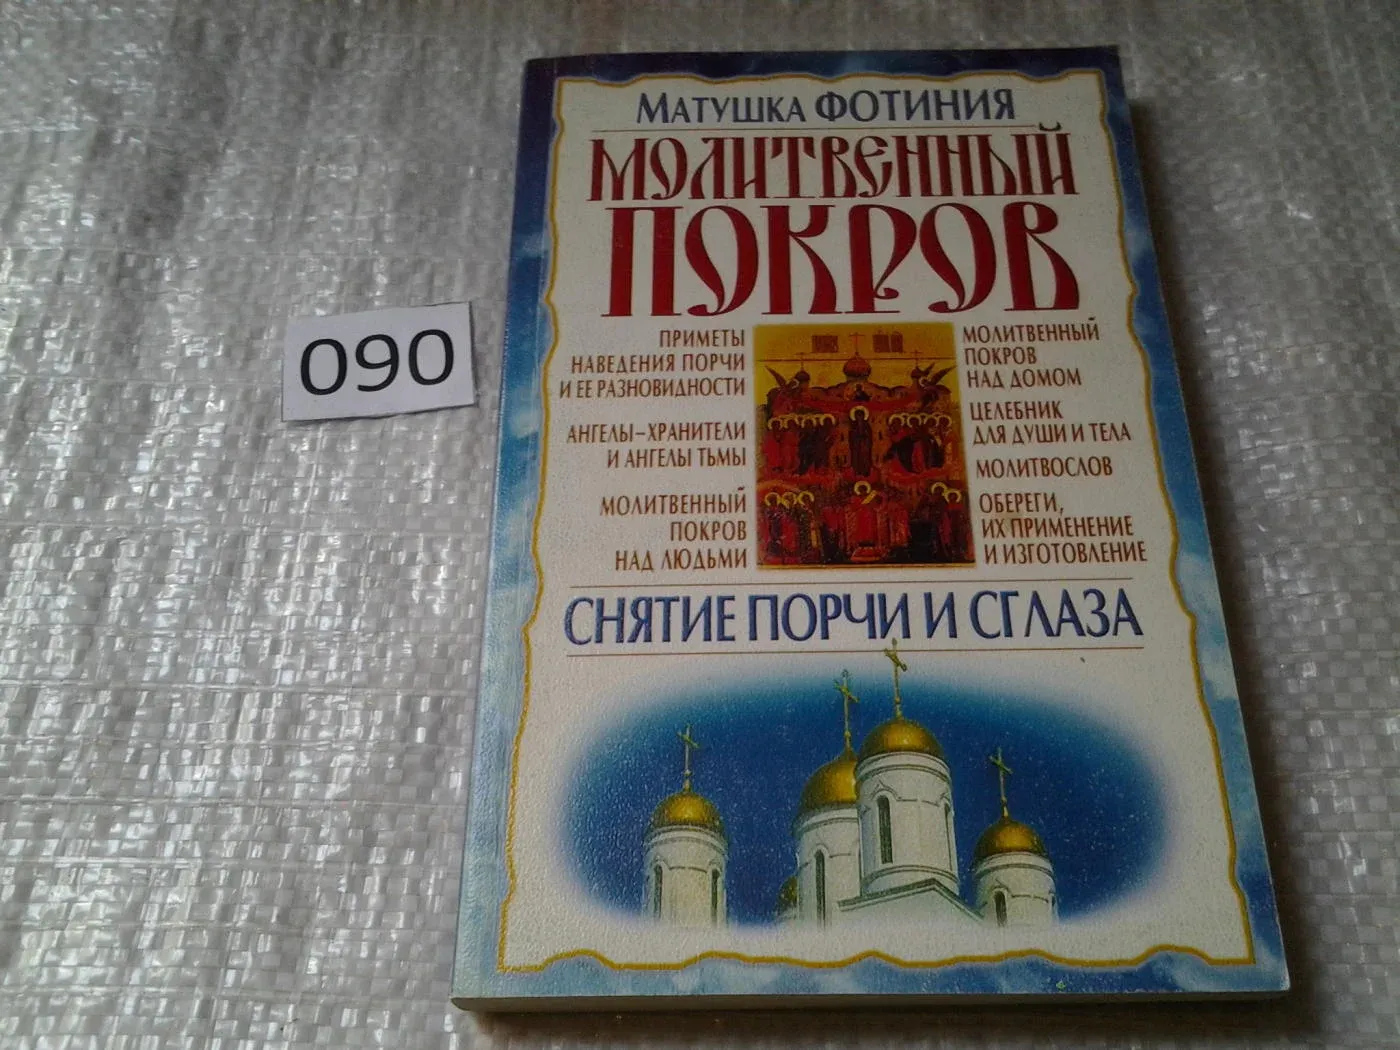 090
МАТУШКА ФОТИНИЯ
МОЛИТВЕННЫЙ
ПОКРОВ
ПРИМЕТЫ
НАВЕДЕНИЯ ПОРЧИ
И ЕЕ РАЗНОВИДНОСТИ
АНГЕЛЫ-ХРАНИТЕЛИ
И АНГЕЛЫ ТЬМЫ
МОЛИТВЕННЫЙ
ПОКРОВ
НАД ЛЮДЬМИ
МОЛИТВЕННЫЙ
ПОКРОВ
НАД ДОМОМ
ЦЕЛЕБНИК
ДЛЯ ДУШИ И ТЕЛА
МОЛИТВОСЛОВ
ОБЕРЕГИ,
ИХ ПРИМЕНЕНИЕ
И ИЗГОТОВЛЕНИЕ
СНЯТИЕ ПОРЧИ И СГЛАЗА